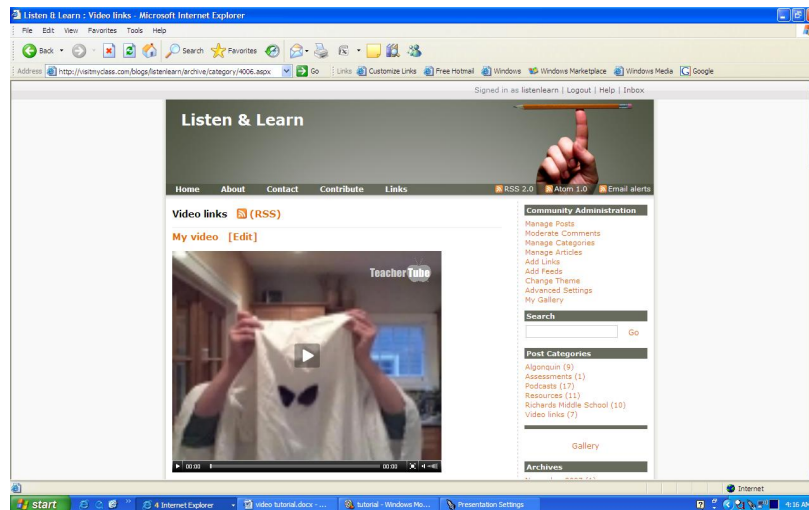 Listen & Learn : Video links - Microsoft Internet Explorer
File Edit View Favorites Tools Help
Back Search Favorites
Address http://visitmyclass.com/blogs/listenlearn/archive/category/4006.aspx Go Links Customize Links Free Hotmail Windows Windows Marketplace Windows Media Google
Signed in as listenlearn | Logout | Help | Inbox
Listen & Learn
Home About Contact Contribute Links RSS 2.0 Atom 1.0 Email alerts
Video links (RSS)
My video [Edit]
TeacherTube
00:00 00:00
Community Administration
Manage Posts
Moderate Comments
Manage Categories
Manage Articles
Add Links
Add Feeds
Change Theme
Advanced Settings
My Gallery
Search
Go
Post Categories
Algonquin (9)
Assessments (1)
Podcasts (17)
Resources (11)
Richards Middle School (10)
Video links (7)
Gallery
Archives
Internet
start 4 Internet Explorer video tutorial.docx - ... tutorial - Windows Mo... Presentation Settings 4:16 AM